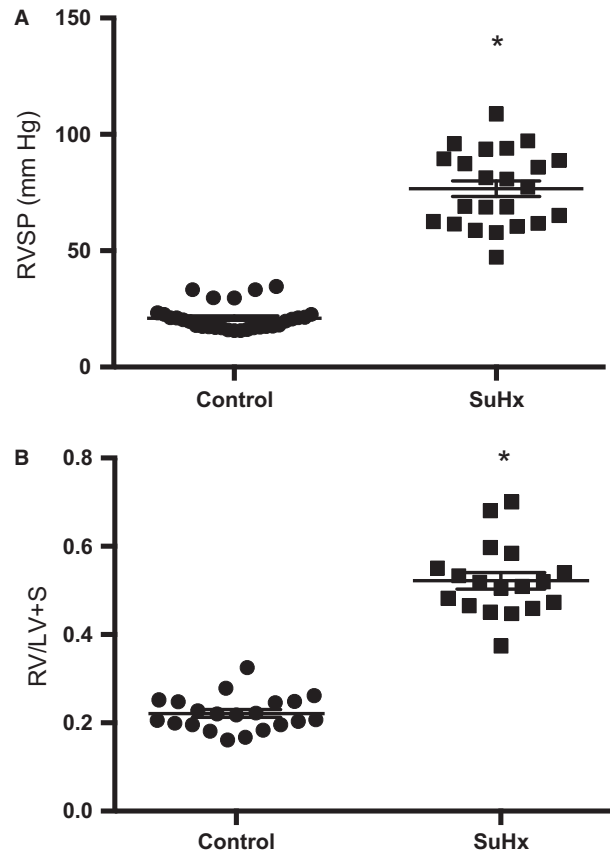 A
150
*
100
RVSP (mm Hg)
50
0
Control SuHx
B
0.8
*
0.6
RV/LV+S
0.4
0.2
0.0
Control SuHx